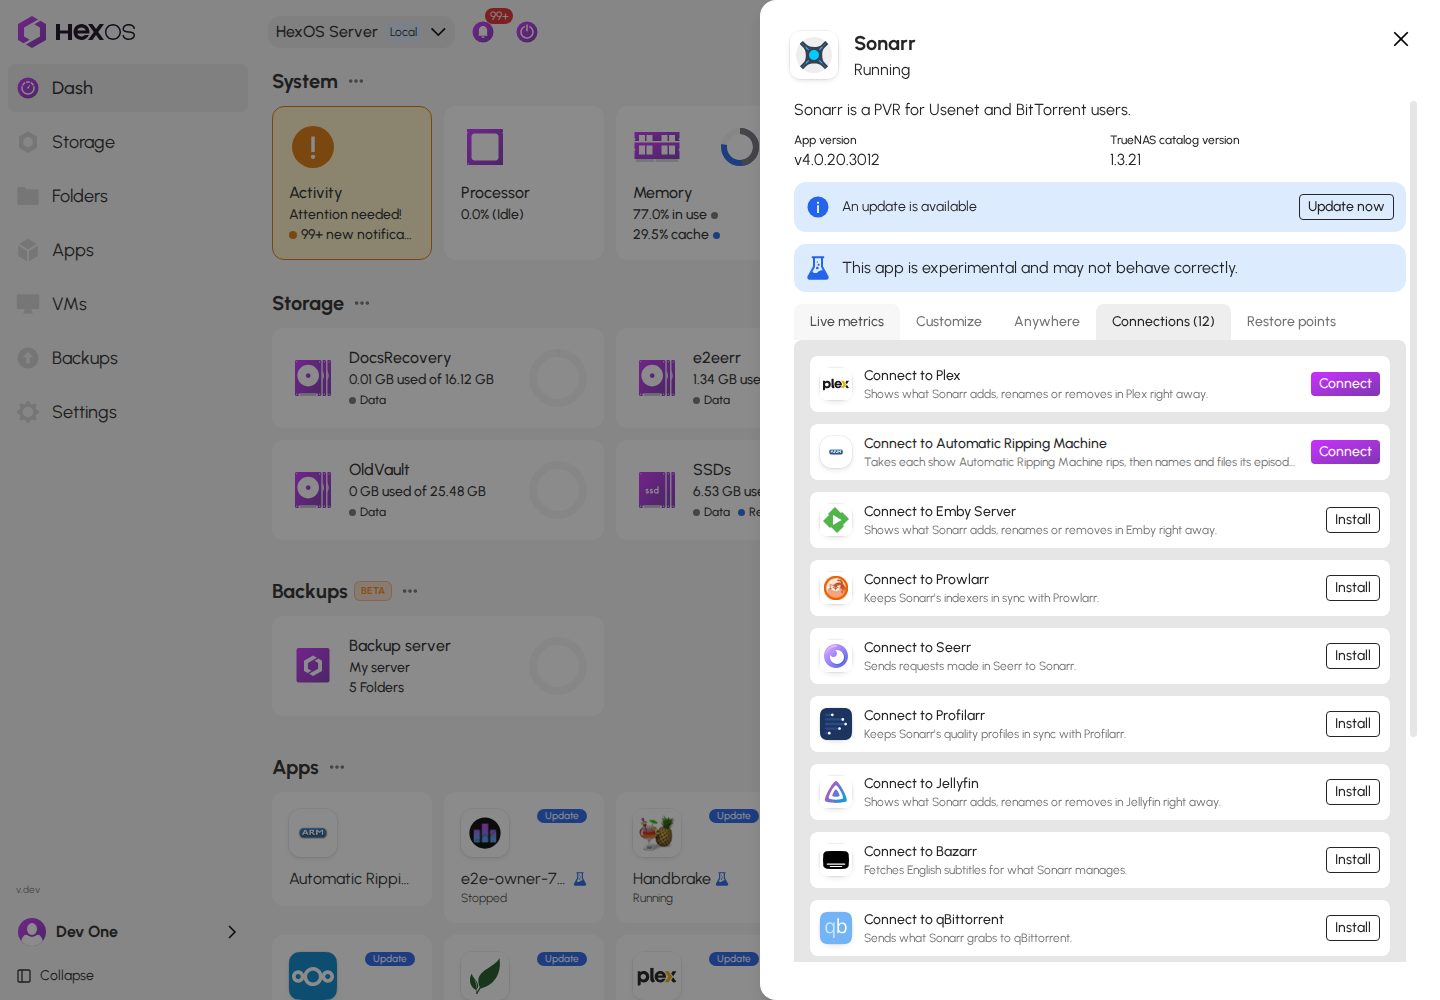 HEXOS
HexOS Server Local
99+
Dash
Storage
Folders
Apps
VMs
Backups
Settings
v.dev
Dev One
Collapse
System
Activity
Attention needed!
99+ new notifica...
Processor
0.0% (Idle)
Memory
77.0% in use
29.5% cache
Storage
DocsRecovery
0.01 GB used of 16.12 GB
Data
e2eerr
1.34 GB use
Data
OldVault
0 GB used of 25.48 GB
Data
ssd
SSDs
6.53 GB use
Data Re
Backups BETA
Backup server
My server
5 Folders
Apps
ARM
Automatic Rippi...
Update
e2e-owner-7...
Stopped
Update
Handbrake
Running
Update
Update
plex
Update
Sonarr
Running
Sonarr is a PVR for Usenet and BitTorrent users.
App version
v4.0.20.3012
TrueNAS catalog version
1.3.21
An update is available
Update now
This app is experimental and may not behave correctly.
Live metrics Customize Anywhere Connections (12) Restore points
plex
Connect to Plex
Shows what Sonarr adds, renames or removes in Plex right away.
Connect
ARM
Connect to Automatic Ripping Machine
Takes each show Automatic Ripping Machine rips, then names and files its episod...
Connect
Connect to Emby Server
Shows what Sonarr adds, renames or removes in Emby right away.
Install
Connect to Prowlarr
Keeps Sonarr's indexers in sync with Prowlarr.
Install
Connect to Seerr
Sends requests made in Seerr to Sonarr.
Install
Connect to Profilarr
Keeps Sonarr's quality profiles in sync with Profilarr.
Install
Connect to Jellyfin
Shows what Sonarr adds, renames or removes in Jellyfin right away.
Install
Connect to Bazarr
Fetches English subtitles for what Sonarr manages.
Install
qb
Connect to qBittorrent
Sends what Sonarr grabs to qBittorrent.
Install